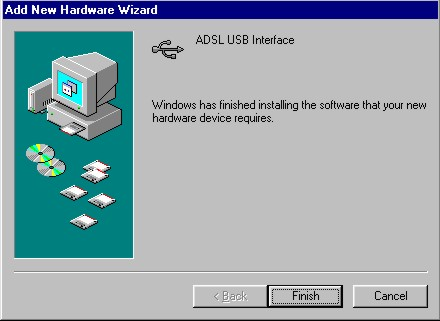 Add New Hardware Wizard
ADSL USB Interface
Windows has finished installing the software that your new
hardware device requires.
< Back
Finish
Cancel